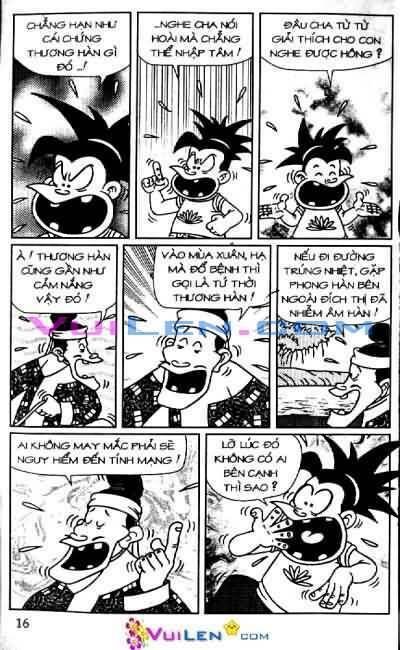 CHẲNG HẠN NHƯ
CÁI CHỨNG
THƯƠNG HÀN GÌ
ĐÓ ..!
..NGHE CHA NÓI
HOÀI MÀ CHẲNG
THỂ NHẬP TÂM !
ĐÂU CHA TỪ TỪ
GIẢI THÍCH CHO CON
NGHE ĐƯỢC HÔNG ?
À ! THƯƠNG HÀN
CŨNG GẦN NHƯ
CẢM NẮNG
VẬY ĐÓ !
VÀO MÙA XUÂN, HẠ
MÀ ĐỔ BỆNH THÌ
GỌI LÀ TỨ THỜI
THƯƠNG HÀN !
NẾU ĐI ĐƯỜNG
TRÚNG NHIỆT, GẶP
PHONG HÀN BÊN
NGOÀI ĐÍCH THỊ ĐÃ
NHIỄM ÂM HÀN !
VuiLen.com
AI KHÔNG MAY MẮC PHẢI SẼ
NGUY HIỂM ĐẾN TÍNH MẠNG !
LỠ LÚC ĐÓ
KHÔNG CÓ AI
BÊN CẠNH
THÌ SAO ?
16
VuiLen.com